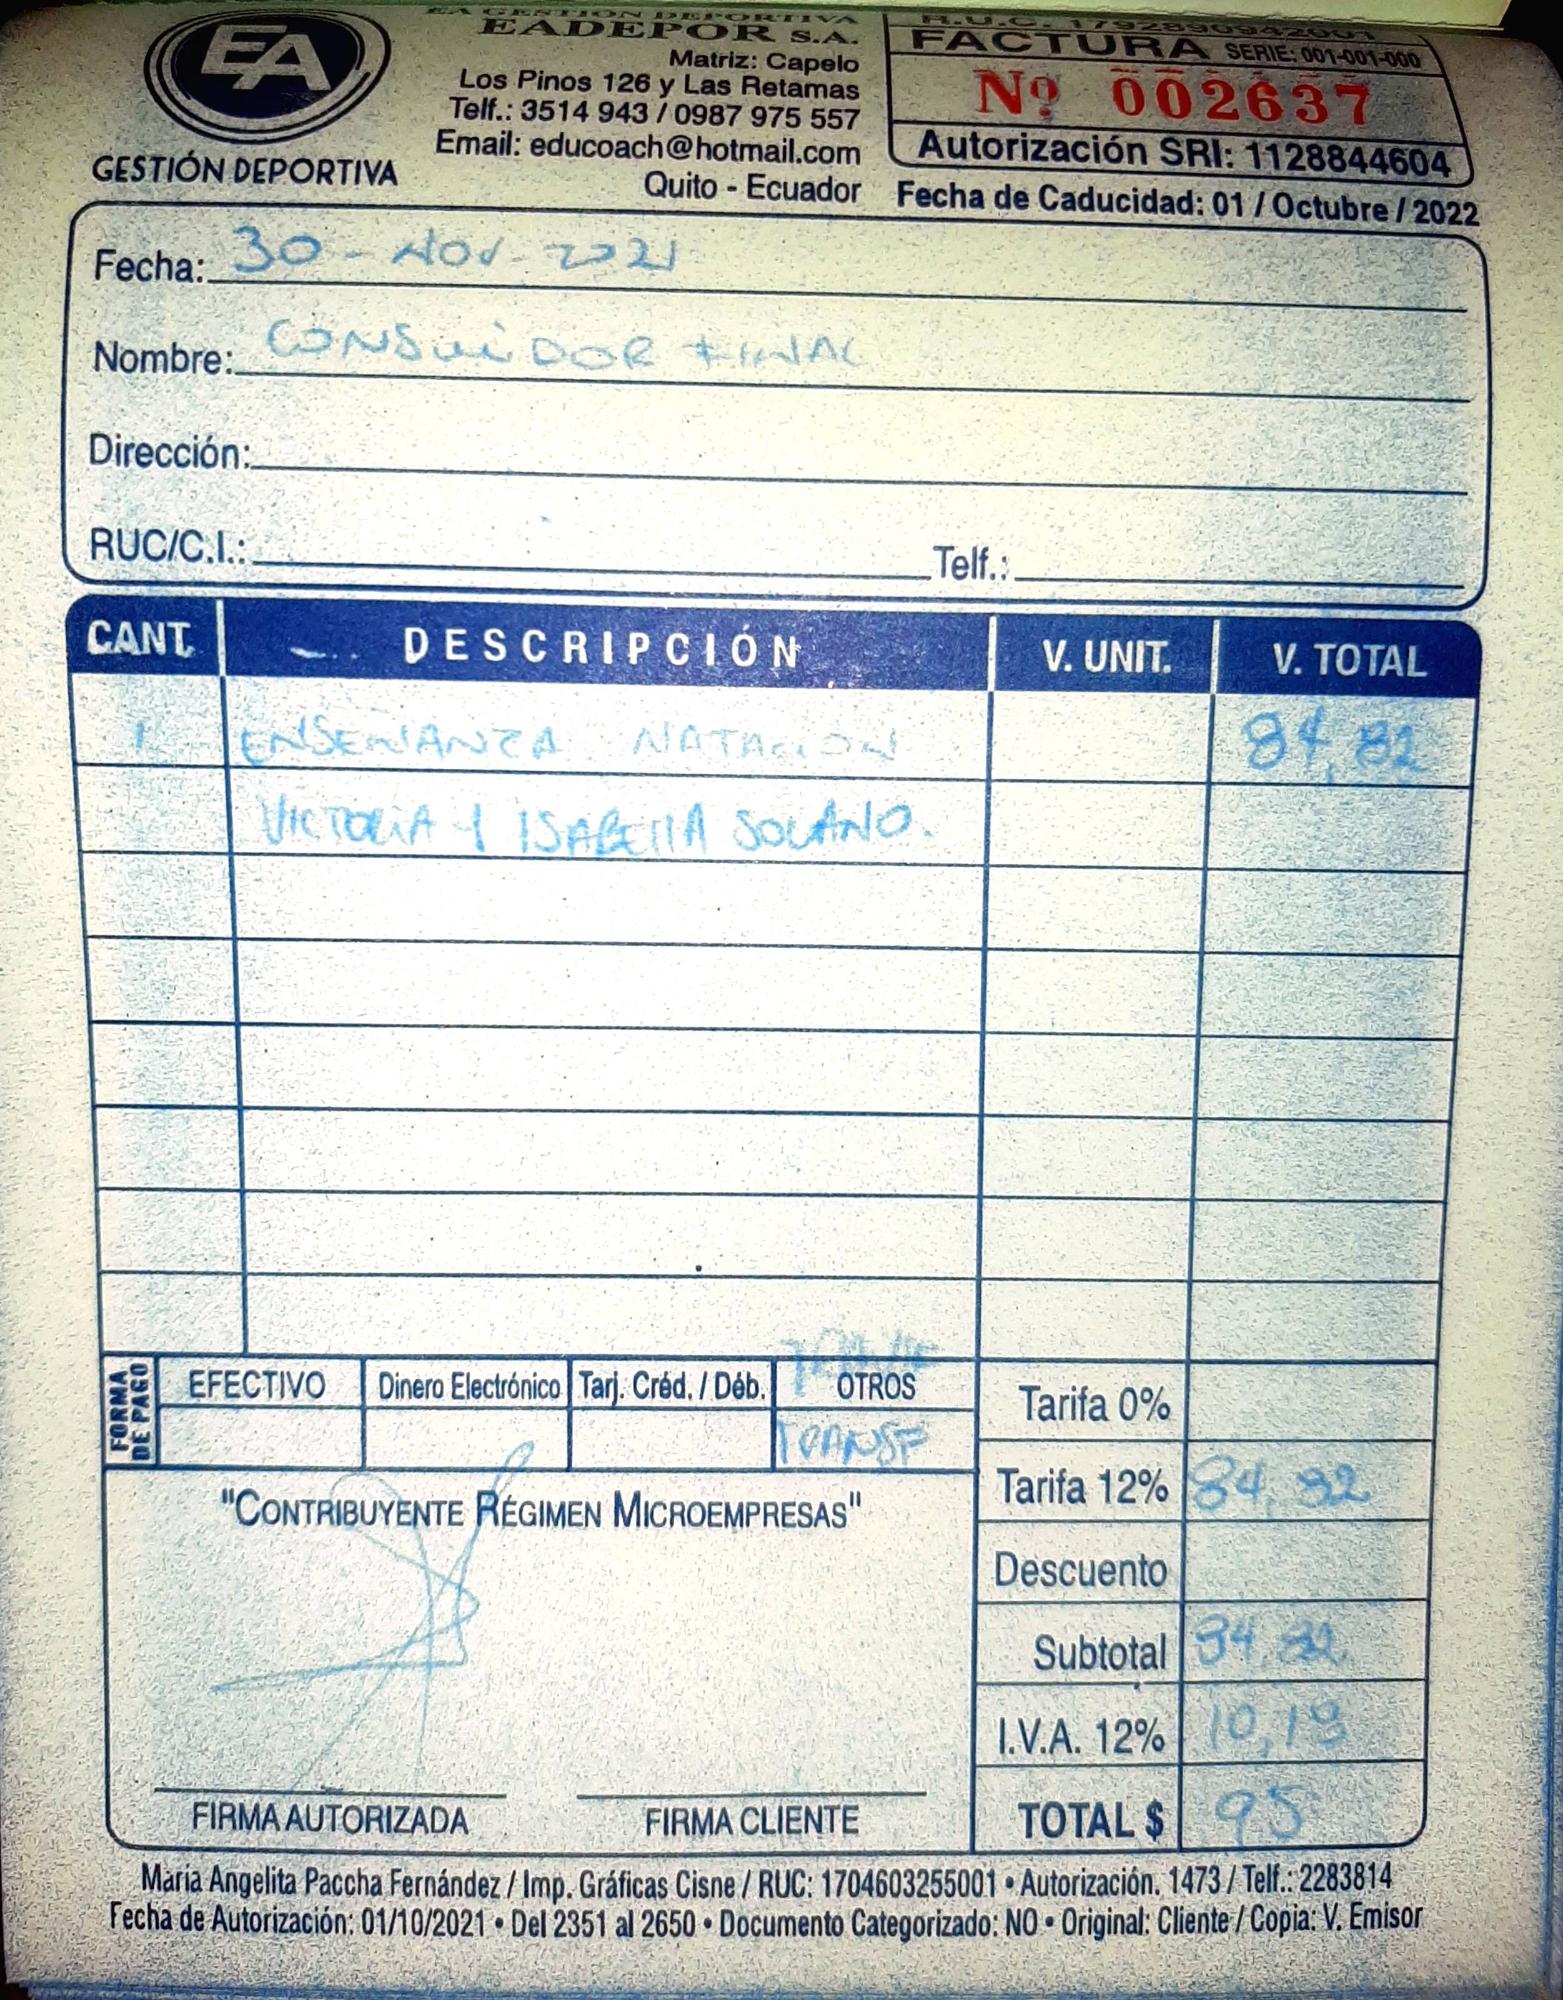 EA
GESTIÓN DEPORTIVA
EA GESTIÓN DEPORTIVA
EADEPOR S.A.
Matriz: Capelo
Los Pinos 126 y Las Retamas
Telf.: 3514 943 / 0987 975 557
Email: educoach@hotmail.com
Quito - Ecuador
R.U.C. 1792890942001
FACTURA SERIE: 001-001-000
Nº 002637
Autorización SRI: 1128844604
Fecha de Caducidad: 01 / Octubre / 2022
Fecha: 30 - NOV - 2021
Nombre: CONSUMIDOR FINAL
Dirección:
RUC/C.I.: Telf.:
CANT. DESCRIPCIÓN V. UNIT. V. TOTAL
1 ENSEÑANZA NATACION 84,82
VICTORIA Y ISABELLA SOLANO.
FORMA DE PAGO EFECTIVO Dinero Electrónico Tarj. Créd. / Déb. OTROS
TRANSF
Tarifa 0%
Tarifa 12% 84,82
Descuento
Subtotal 84,82
I.V.A. 12% 10,18
TOTAL $ 95
"CONTRIBUYENTE RÉGIMEN MICROEMPRESAS"
FIRMA AUTORIZADA FIRMA CLIENTE
María Angelita Paccha Fernández / Imp. Gráficas Cisne / RUC: 1704603255001 • Autorización. 1473 / Telf.: 2283814
Fecha de Autorización: 01/10/2021 • Del 2351 al 2650 • Documento Categorizado: NO • Original: Cliente / Copia: V. Emisor